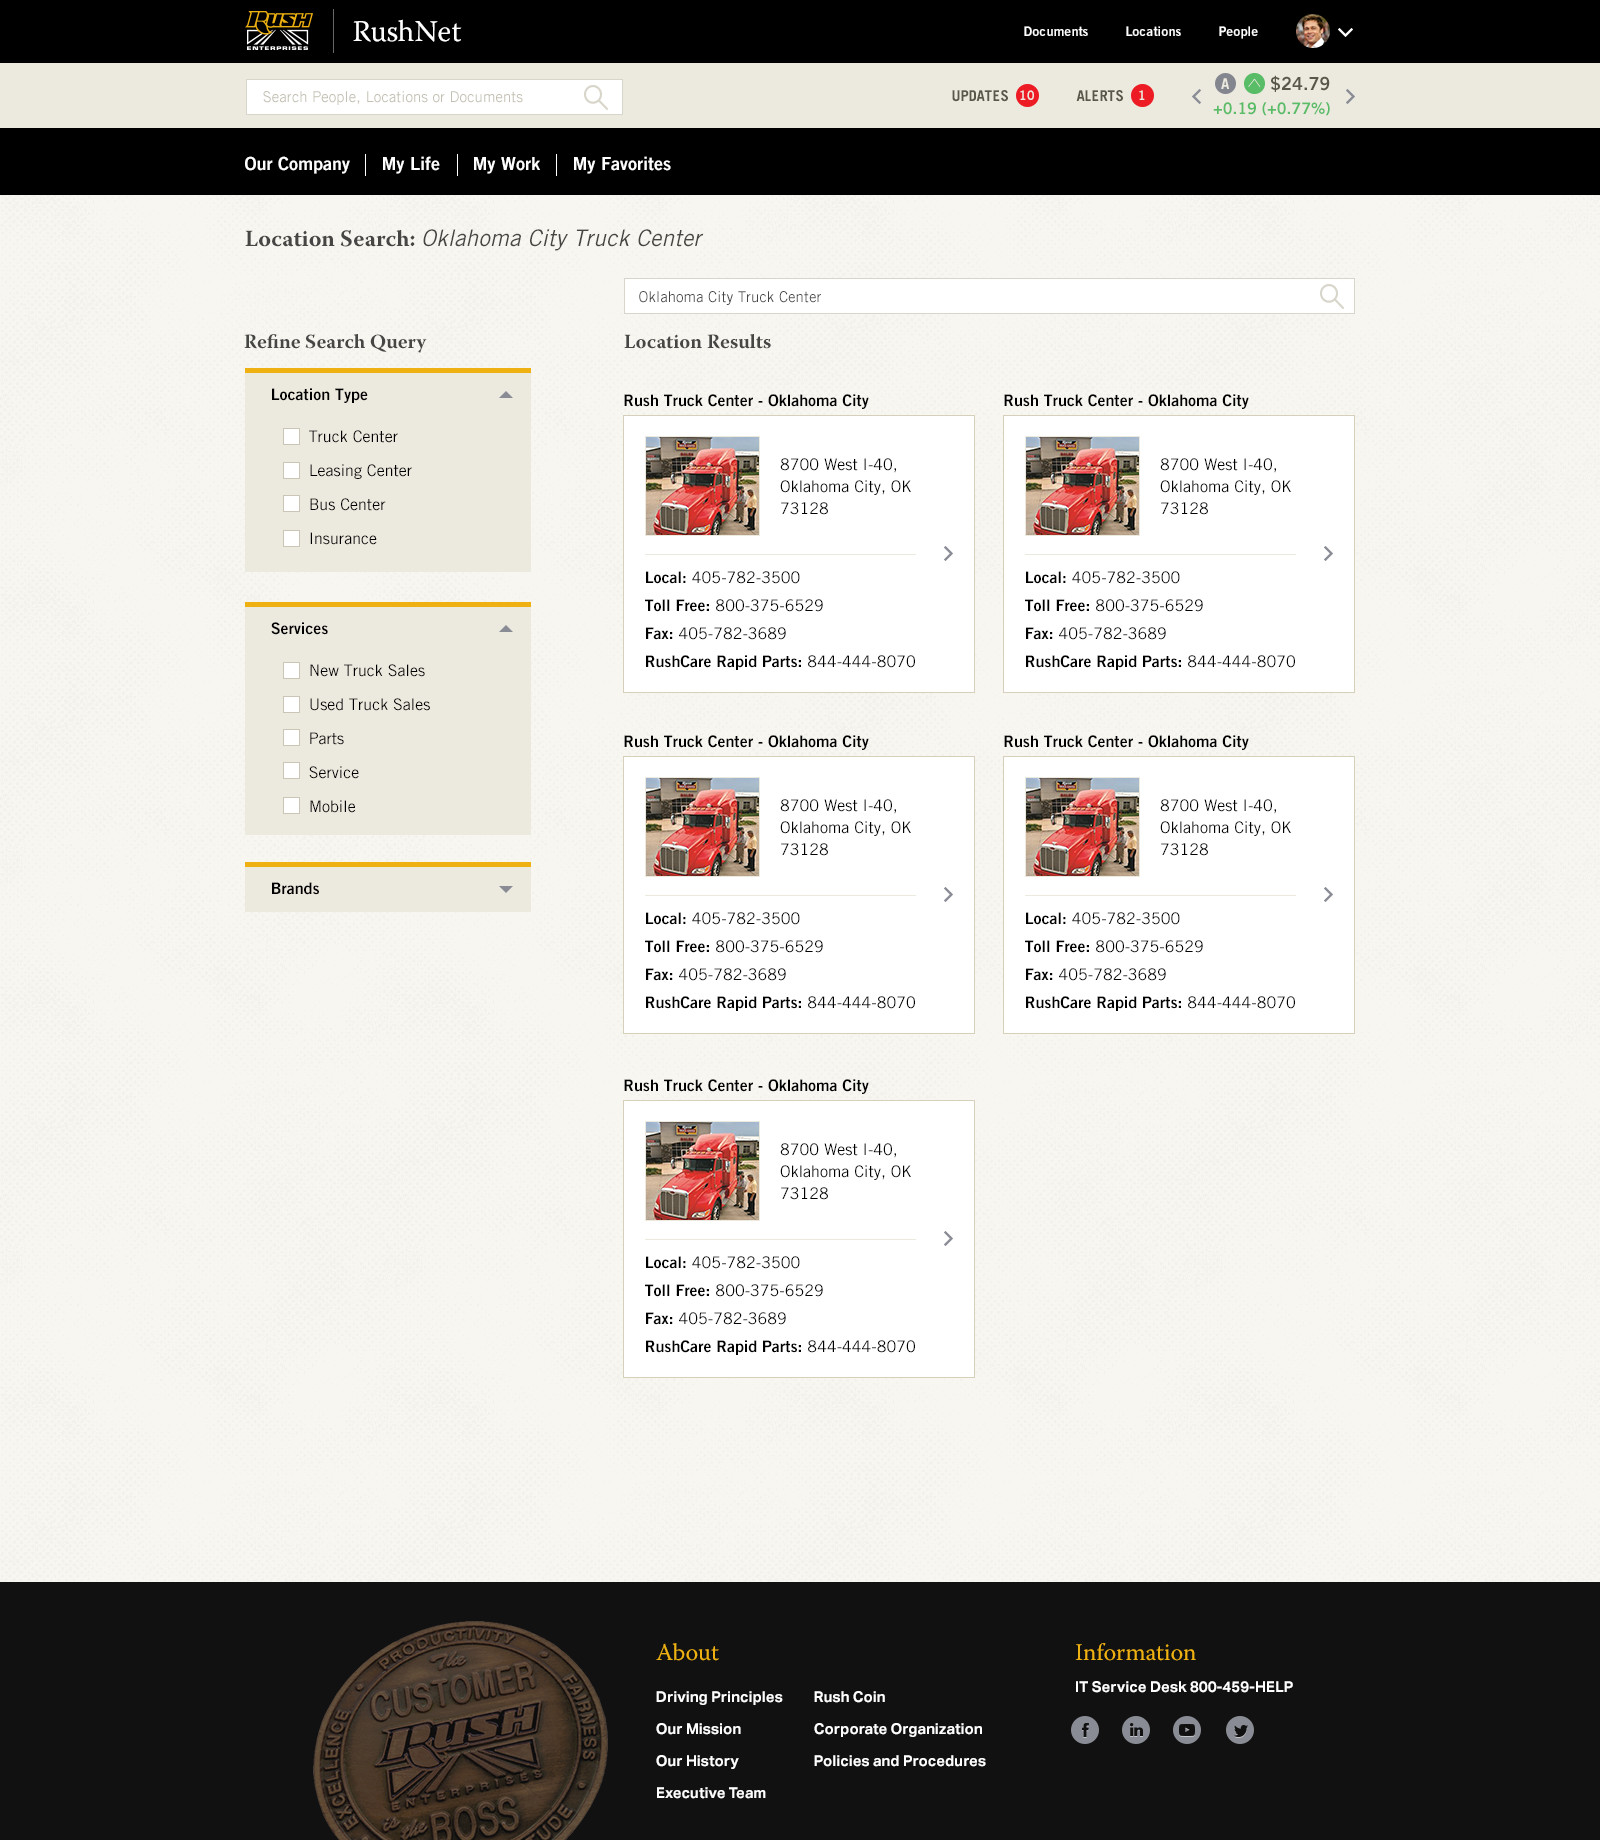 RUSH
ENTERPRISES
RushNet
Documents
Locations
People
Search People, Locations or Documents
UPDATES 10
ALERTS 1
A $24.79
+0.19 (+0.77%)
Our Company
My Life
My Work
My Favorites
Location Search: Oklahoma City Truck Center
Oklahoma City Truck Center
Refine Search Query
Location Type
Truck Center
Leasing Center
Bus Center
Insurance
Services
New Truck Sales
Used Truck Sales
Parts
Service
Mobile
Brands
Location Results
Rush Truck Center - Oklahoma City
8700 West I-40,
Oklahoma City, OK
73128
Local: 405-782-3500
Toll Free: 800-375-6529
Fax: 405-782-3689
RushCare Rapid Parts: 844-444-8070
Rush Truck Center - Oklahoma City
8700 West I-40,
Oklahoma City, OK
73128
Local: 405-782-3500
Toll Free: 800-375-6529
Fax: 405-782-3689
RushCare Rapid Parts: 844-444-8070
Rush Truck Center - Oklahoma City
8700 West I-40,
Oklahoma City, OK
73128
Local: 405-782-3500
Toll Free: 800-375-6529
Fax: 405-782-3689
RushCare Rapid Parts: 844-444-8070
Rush Truck Center - Oklahoma City
8700 West I-40,
Oklahoma City, OK
73128
Local: 405-782-3500
Toll Free: 800-375-6529
Fax: 405-782-3689
RushCare Rapid Parts: 844-444-8070
Rush Truck Center - Oklahoma City
8700 West I-40,
Oklahoma City, OK
73128
Local: 405-782-3500
Toll Free: 800-375-6529
Fax: 405-782-3689
RushCare Rapid Parts: 844-444-8070
EXCELLENCE
PRODUCTIVITY
FAIRNESS
The
CUSTOMER
RUSH
ENTERPRISES
is the
BOSS
About
Driving Principles
Our Mission
Our History
Executive Team
Rush Coin
Corporate Organization
Policies and Procedures
Information
IT Service Desk 800-459-HELP